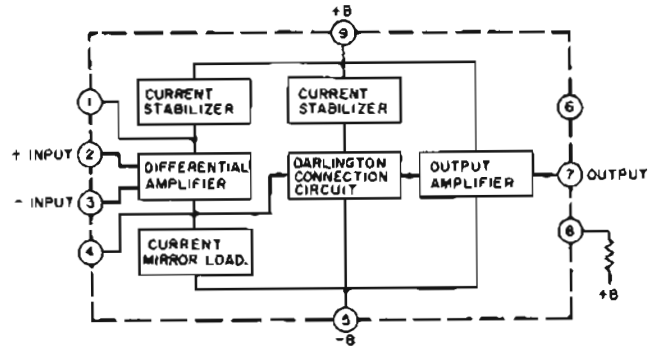 +B
9
CURRENT
STABILIZER
CURRENT
STABILIZER
1
6
+ INPUT 2
DIFFERENTIAL
AMPLIFIER
DARLINGTON
CONNECTION
CIRCUIT
OUTPUT
AMPLIFIER
7 OUTPUT
- INPUT 3
4
CURRENT
MIRROR LOAD.
8
+B
5
-B